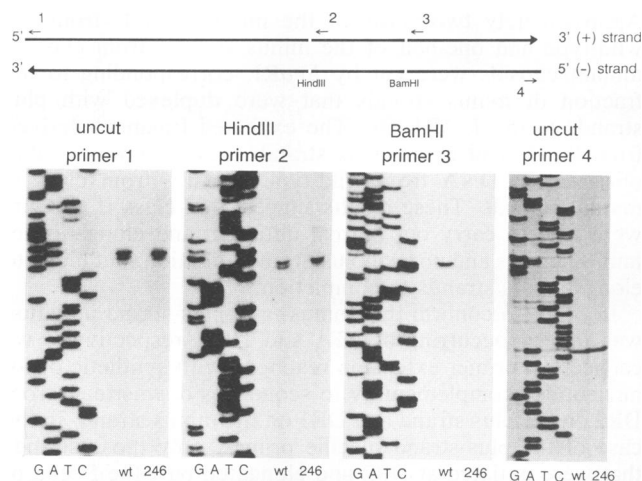 1 2 3
5' 3' (+) strand
3' 5' (-) strand
HindIII BamHI 4
uncut HindIII BamHI uncut
primer 1 primer 2 primer 3 primer 4
G A T C wt 246 G A T C wt 246 G A T C wt 246 G A T C wt 246